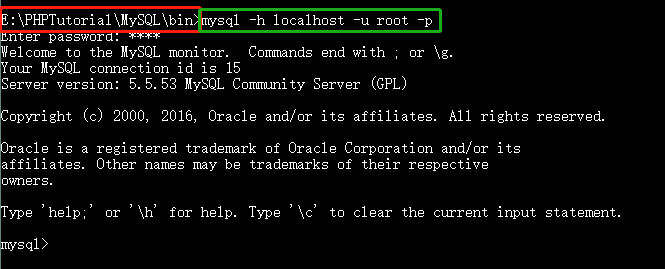 E:\PHPTutorial\MySQL\bin>mysql -h localhost -u root -p
Enter password: ****
Welcome to the MySQL monitor.  Commands end with ; or \g.
Your MySQL connection id is 15
Server version: 5.5.53 MySQL Community Server (GPL)
Copyright (c) 2000, 2016, Oracle and/or its affiliates. All rights reserved.
Oracle is a registered trademark of Oracle Corporation and/or its
affiliates. Other names may be trademarks of their respective
owners.
Type 'help;' or '\h' for help. Type '\c' to clear the current input statement.
mysql>